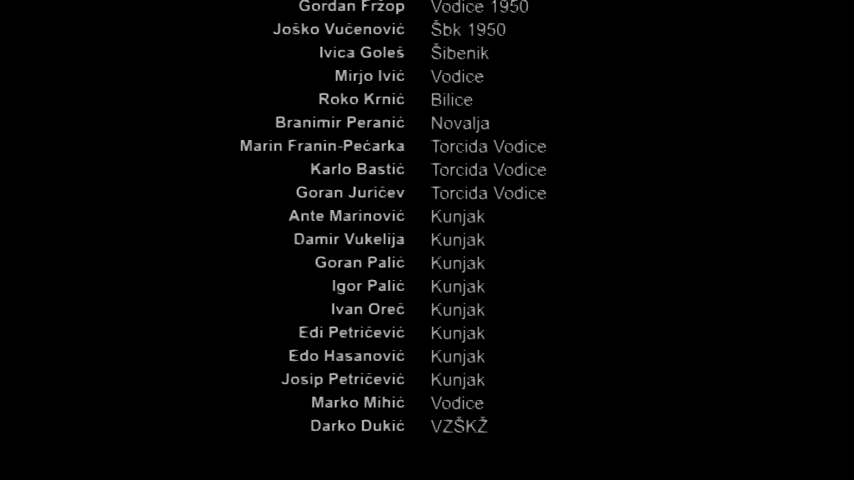 Gordan Fržop Vodice 1950
Joško Vučenović Šbk 1950
Ivica Goleš Šibenik
Mirjo Ivić Vodice
Roko Krnić Bilice
Branimir Peranić Novalja
Marin Franin-Pećarka Torcida Vodice
Karlo Bastić Torcida Vodice
Goran Juričev Torcida Vodice
Ante Marinović Kunjak
Damir Vukelija Kunjak
Goran Palić Kunjak
Igor Palić Kunjak
Ivan Oreč Kunjak
Edi Petričević Kunjak
Edo Hasanović Kunjak
Josip Petričević Kunjak
Marko Mihić Vodice
Darko Dukić VZŠKŽ